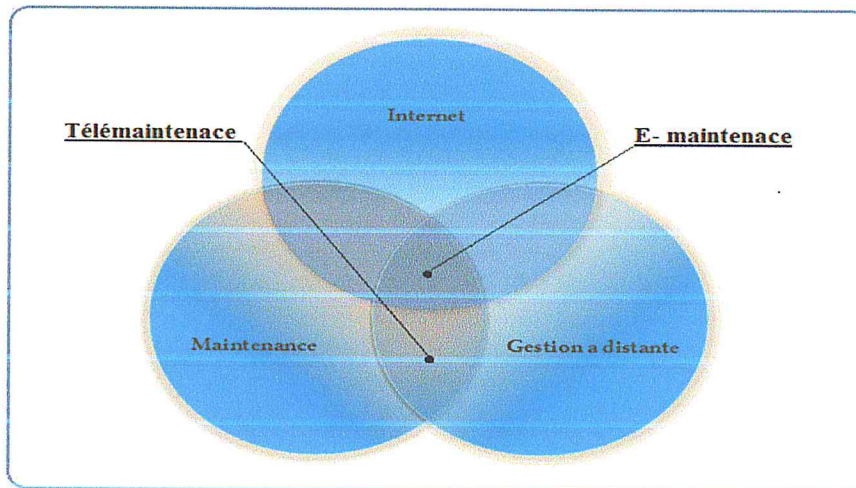 Internet
Télémaintenace
E- maintenace
Maintenance
Gestion a distante